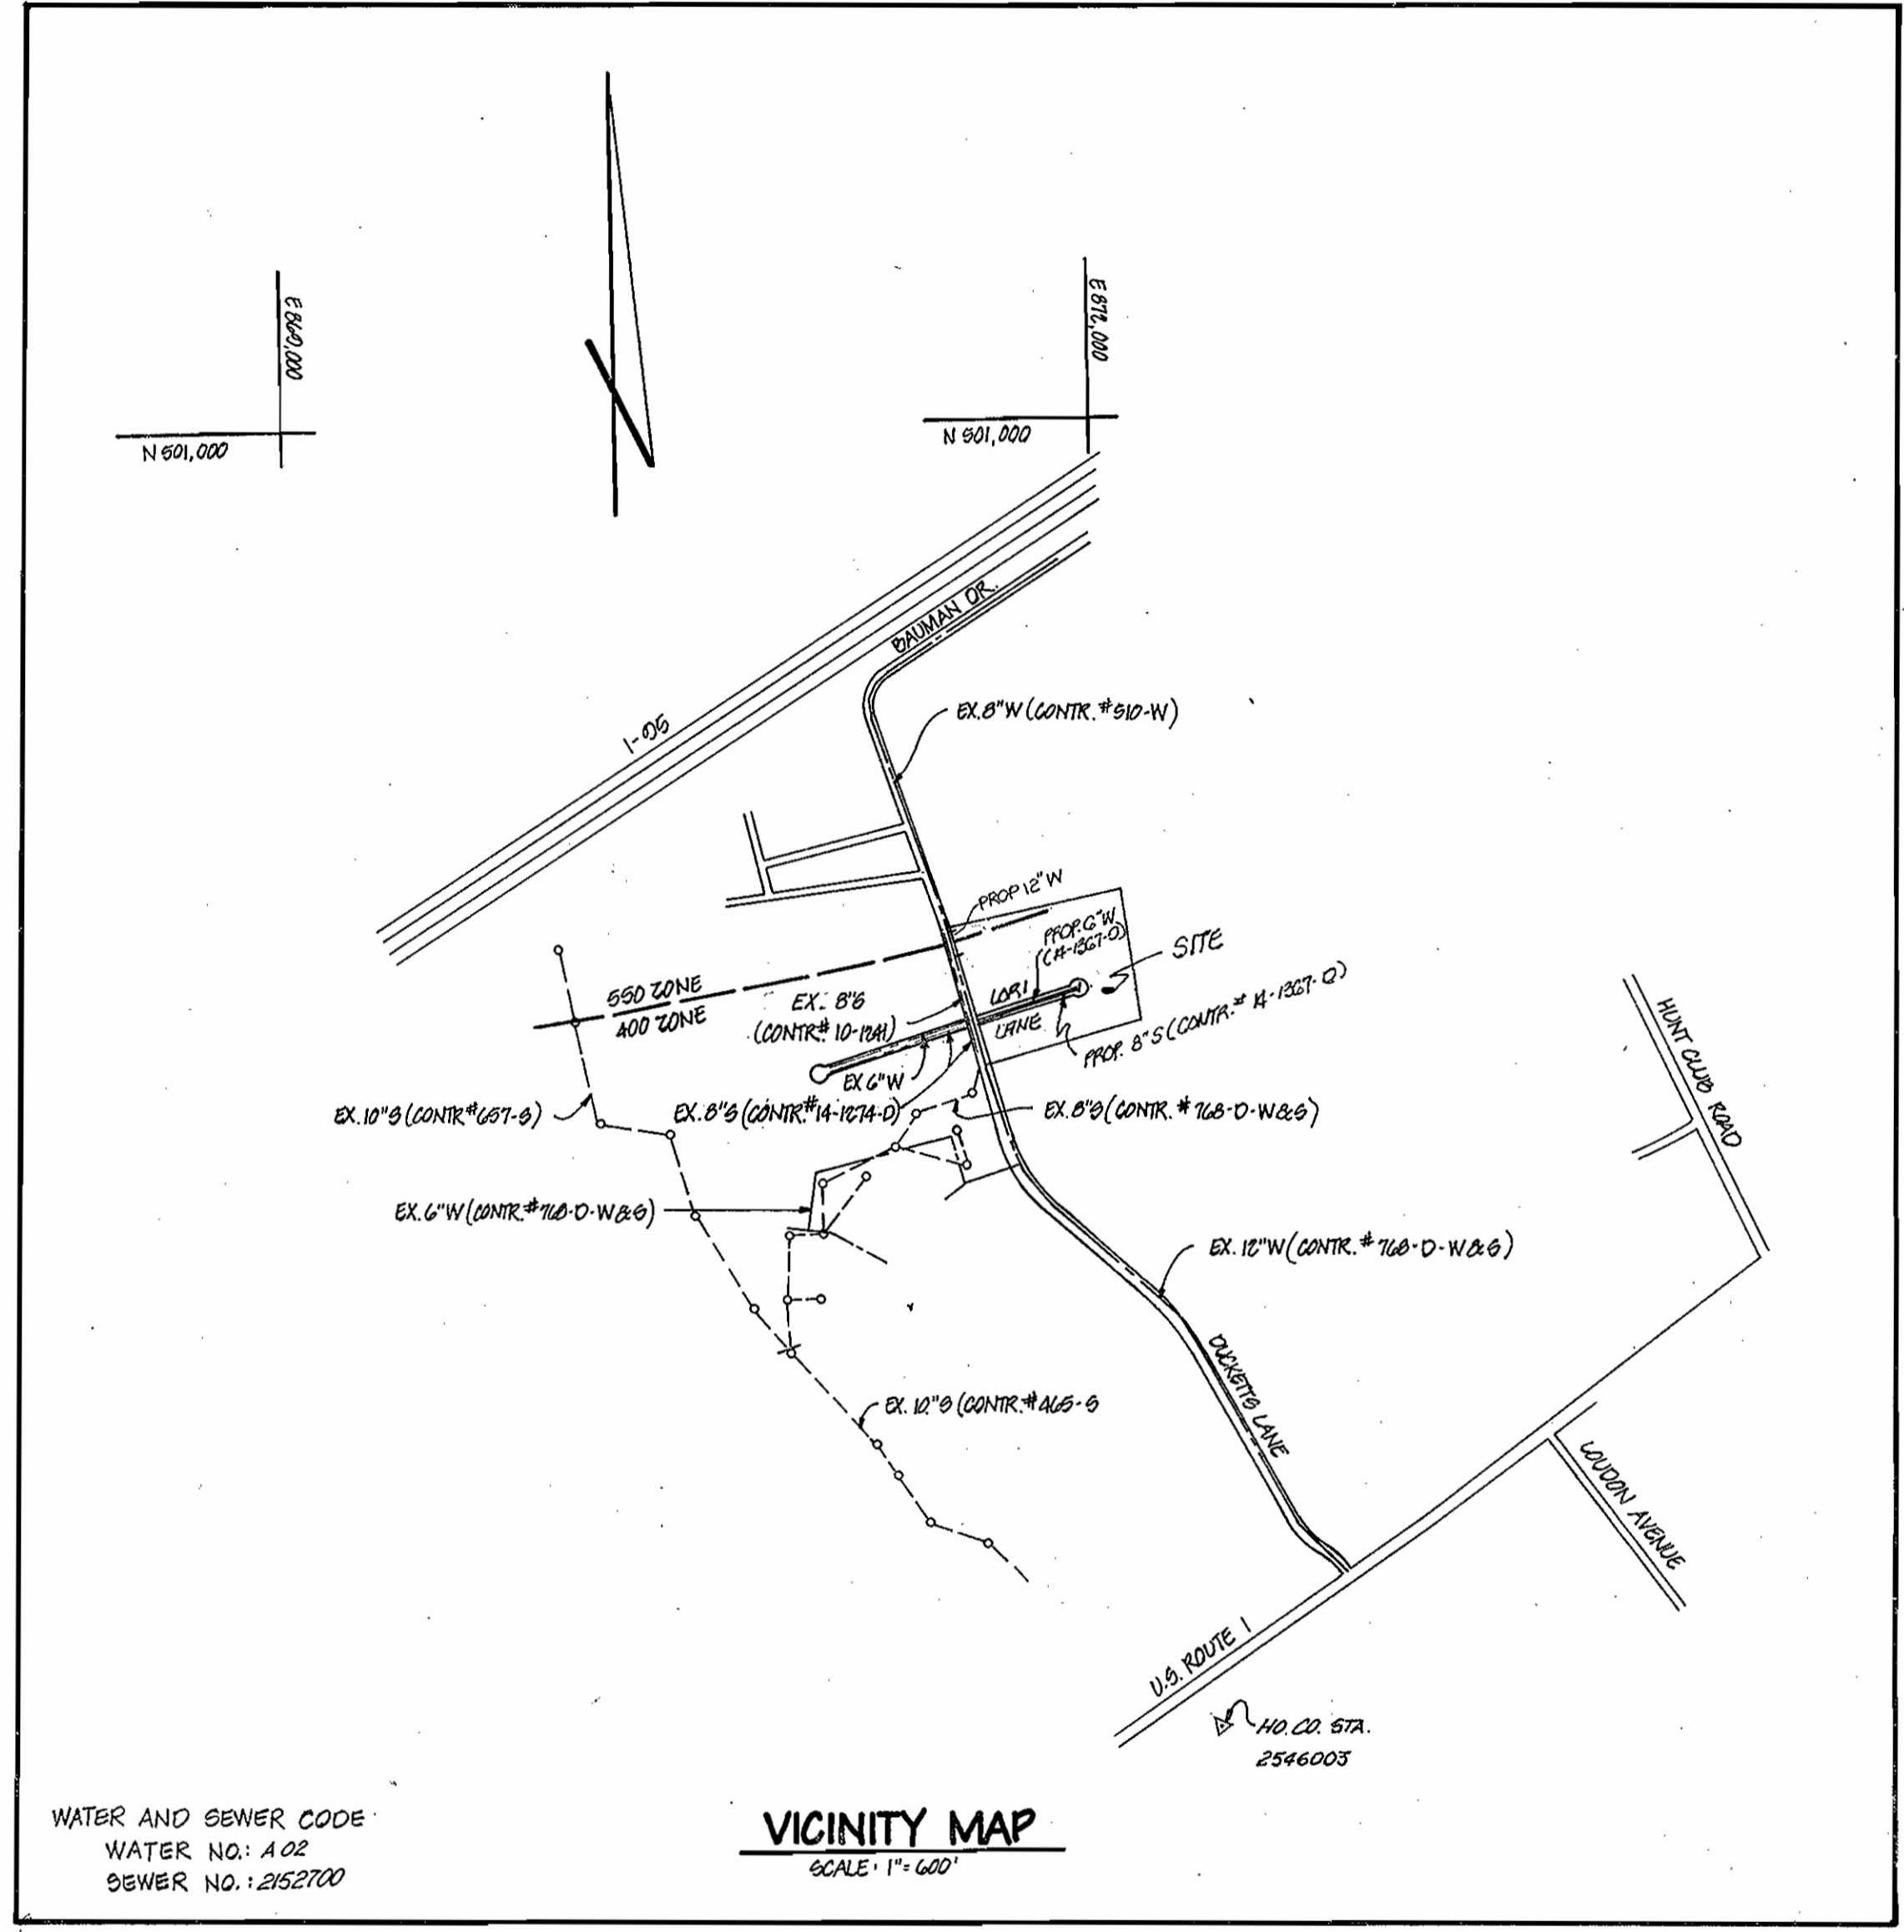 E 869,000
E 872,000
N 501,000
N 501,000
BAUMAN DR.
I-95
EX. 8" W (CONTR. #510-W)
PROP 12" W
PROP. 6" W
(14-1367-D)
SITE
550 ZONE
400 ZONE
EX. 8"S
(CONTR.# 10-1241)
LORI
LANE
PROP. 8" S (CONTR. # 14-1367-D)
EX 6" W
EX. 10"S (CONTR #657-S)
EX. 8"S (CONTR.#14-1274-D)
EX. 8"S (CONTR. #768-D-W&S)
HUNT CLUB ROAD
EX. 6" W (CONTR. #768-D-W&S)
EX. 12" W (CONTR. #768-D-W&S)
DUCKETTS LANE
EX. 10"S (CONTR. #465-S
LOUDON AVENUE
U.S. ROUTE 1
HO. CO. STA.
2546003
WATER AND SEWER CODE
WATER NO.: A02
SEWER NO.: 2152700
VICINITY MAP
SCALE: 1"= 600'